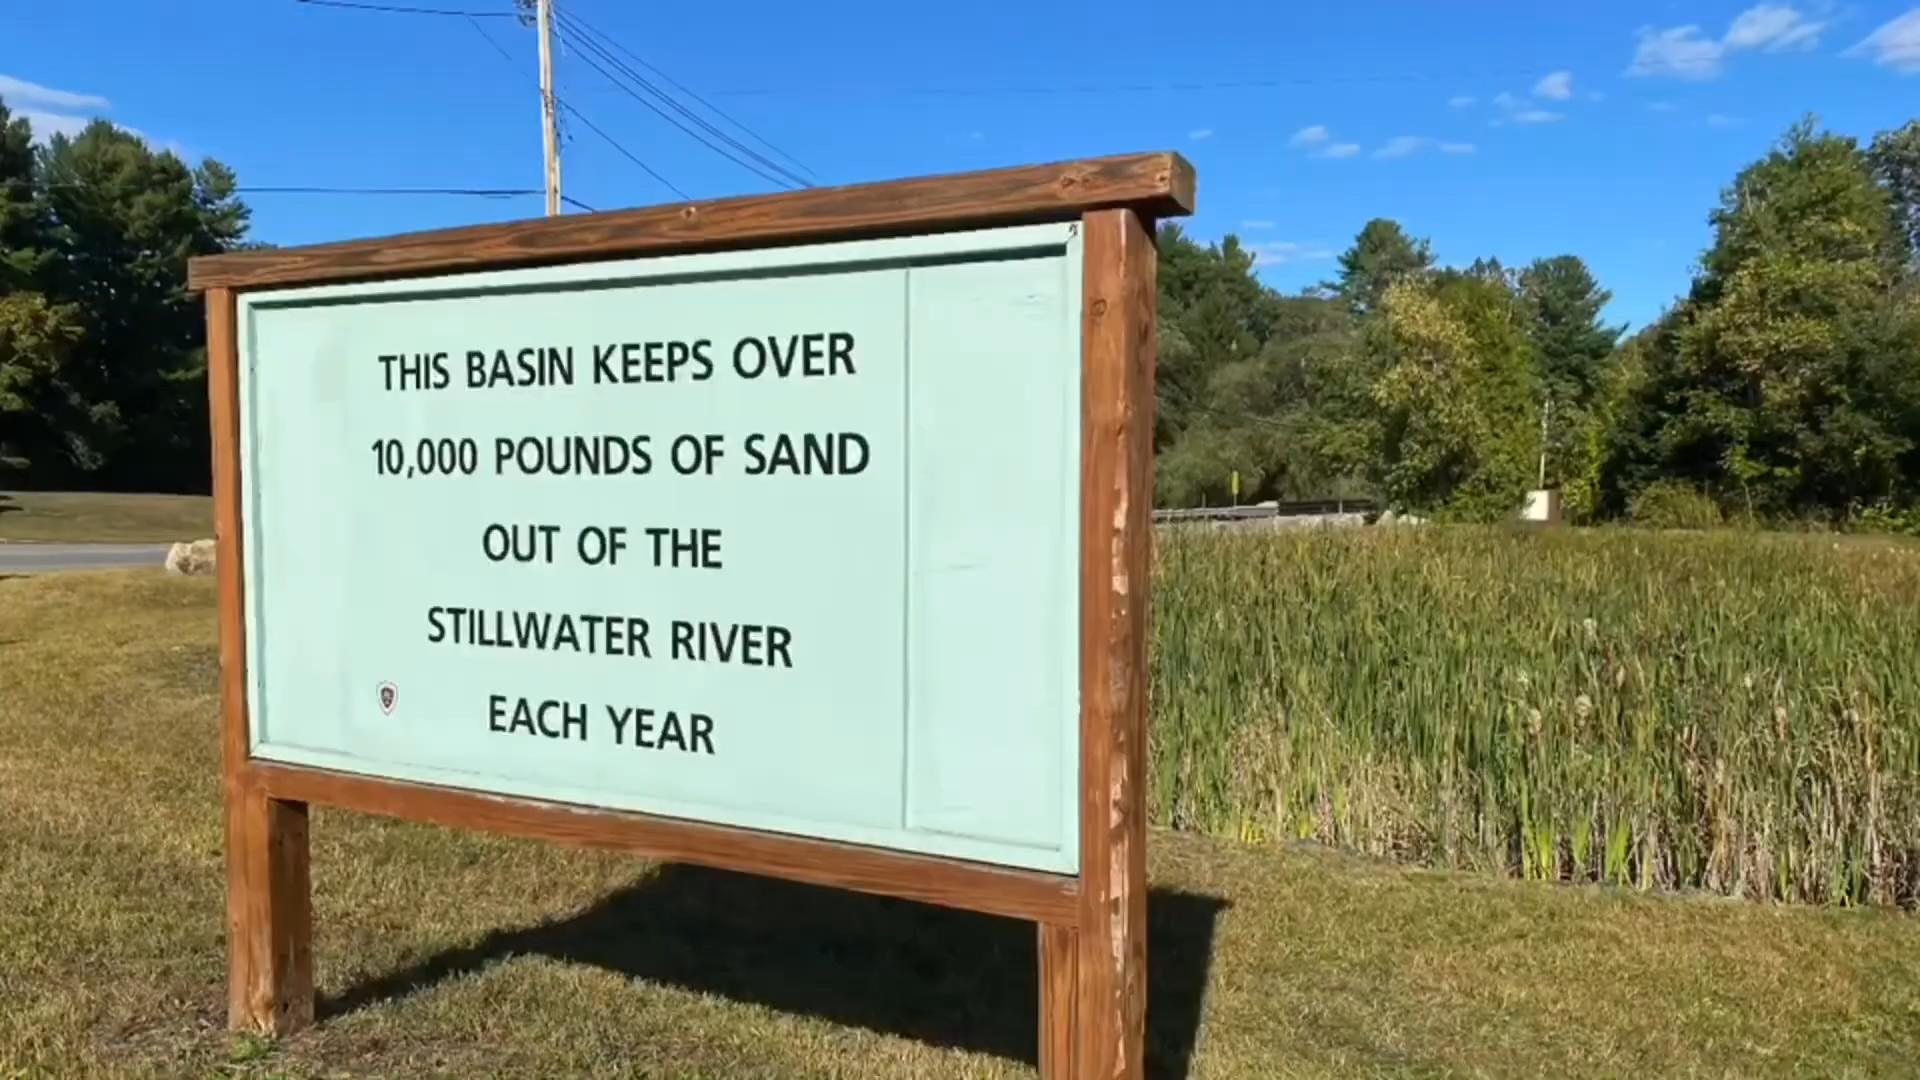 THIS BASIN KEEPS OVER
10,000 POUNDS OF SAND
OUT OF THE
STILLWATER RIVER
EACH YEAR